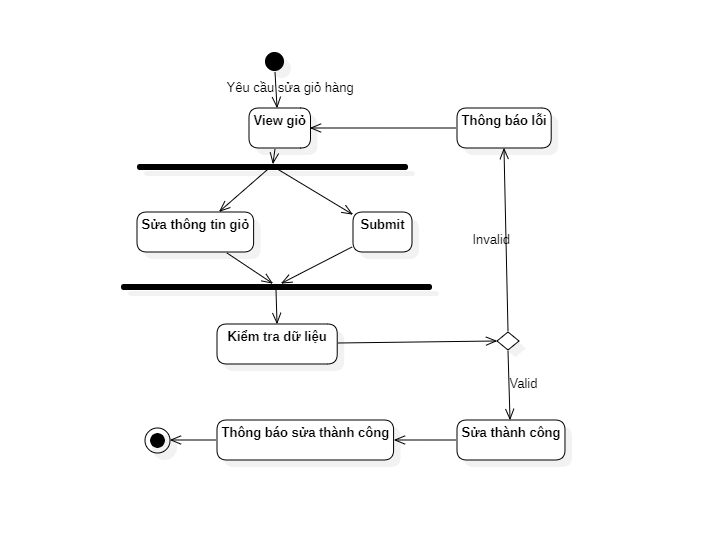 Yêu cầu sửa giỏ hàng
View giỏ
Thông báo lỗi
Sửa thông tin giỏ
Submit
Invalid
Kiểm tra dữ liệu
Valid
Thông báo sửa thành công
Sửa thành công